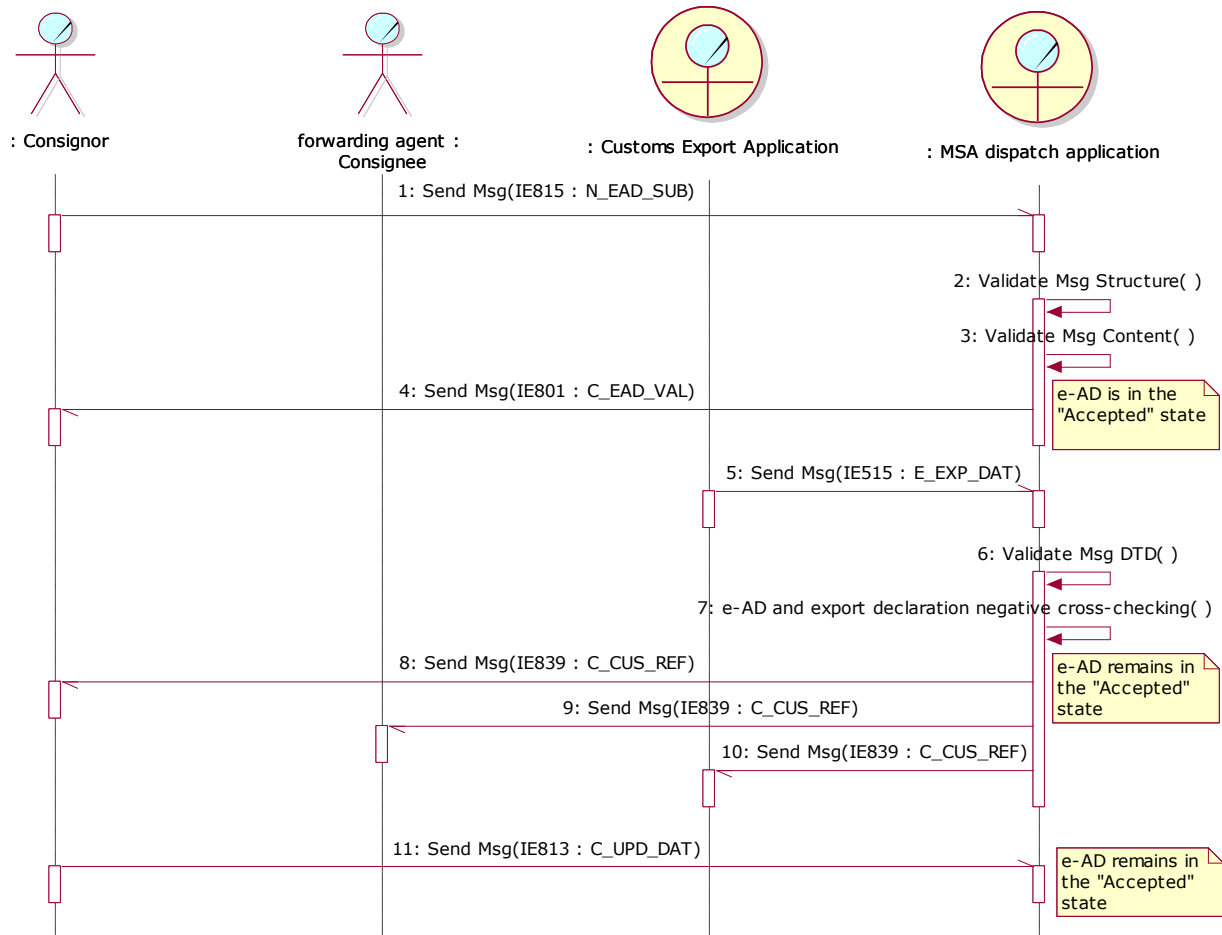 : Consignor
forwarding agent :
Consignee
: Customs Export Application
: MSA dispatch application
1: Send Msg(IE815 : N_EAD_SUB)
2: Validate Msg Structure( )
3: Validate Msg Content( )
4: Send Msg(IE801 : C_EAD_VAL)
e-AD is in the
"Accepted" state
5: Send Msg(IE515 : E_EXP_DAT)
6: Validate Msg DTD( )
7: e-AD and export declaration negative cross-checking( )
8: Send Msg(IE839 : C_CUS_REF)
e-AD remains in
the "Accepted"
state
9: Send Msg(IE839 : C_CUS_REF)
10: Send Msg(IE839 : C_CUS_REF)
11: Send Msg(IE813 : C_UPD_DAT)
e-AD remains in
the "Accepted"
state